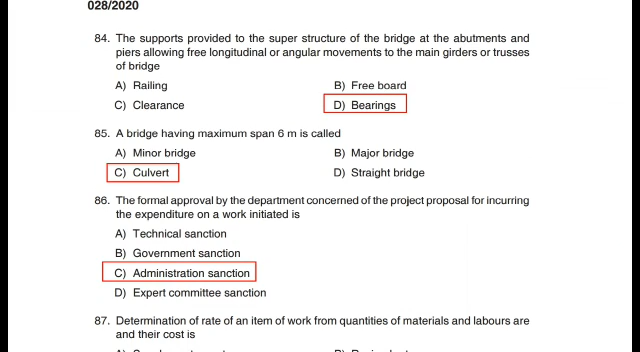 028/2020
84. The supports provided to the super structure of the bridge at the abutments and
piers allowing free longitudinal or angular movements to the main girders or trusses
of bridge
A) Railing B) Free board
C) Clearance D) Bearings
85. A bridge having maximum span 6 m is called
A) Minor bridge B) Major bridge
C) Culvert D) Straight bridge
86. The formal approval by the department concerned of the project proposal for incurring
the expenditure on a work initiated is
A) Technical sanction
B) Government sanction
C) Administration sanction
D) Expert committee sanction
87. Determination of rate of an item of work from quantities of materials and labours are
and their cost is